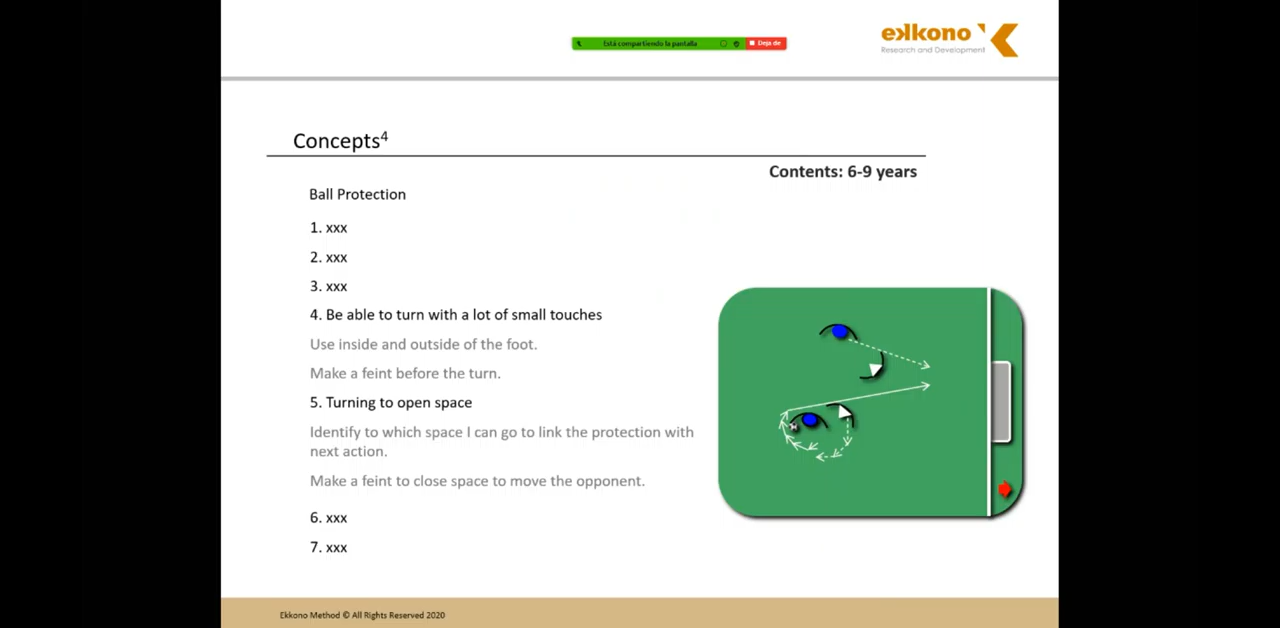 Está compartiendo la pantalla
Deja de
ekkono
Research and Development
Concepts4
Contents: 6-9 years
Ball Protection
1. xxx
2. xxx
3. xxx
4. Be able to turn with a lot of small touches
Use inside and outside of the foot.
Make a feint before the turn.
5. Turning to open space
Identify to which space I can go to link the protection with
next action.
Make a feint to close space to move the opponent.
6. xxx
7. xxx
Ekkono Method © All Rights Reserved 2020